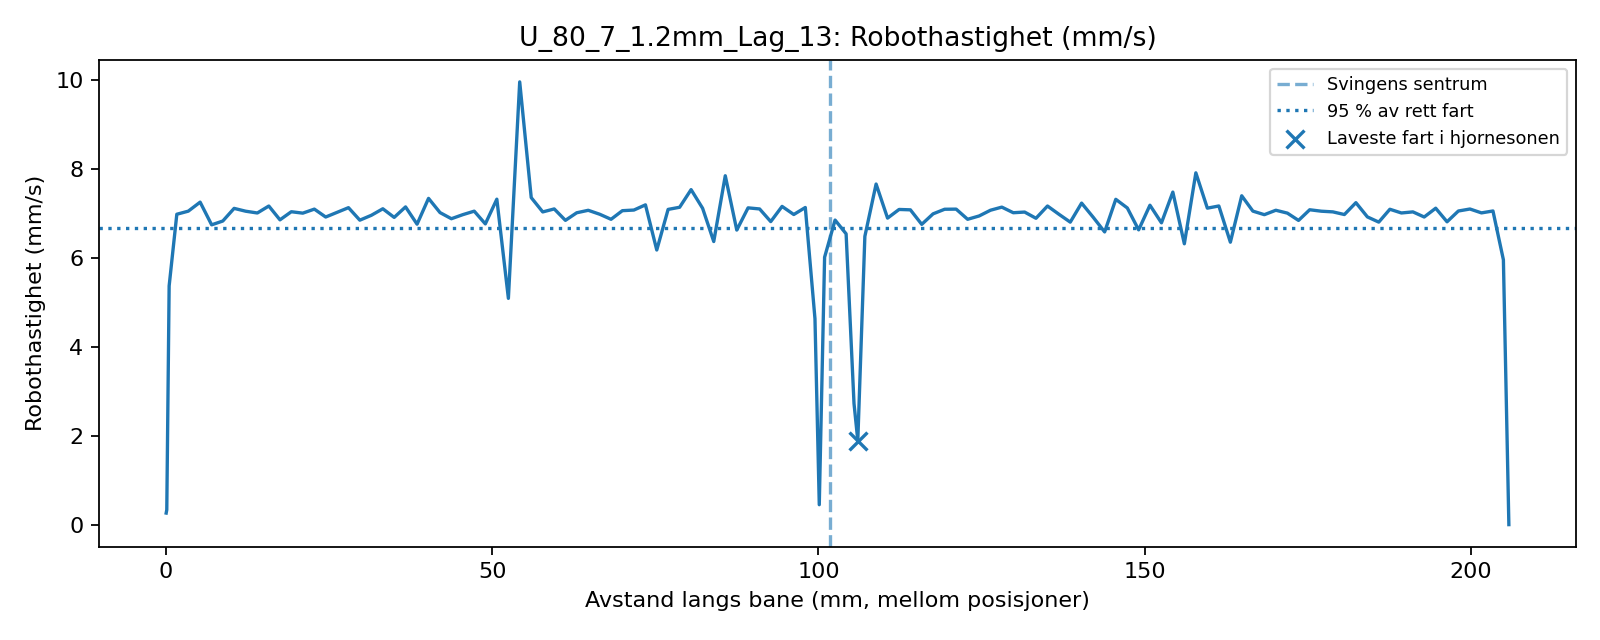 U_80_7_1.2mm_Lag_13: Robothastighet (mm/s)
Robothastighet (mm/s)
10
8
6
4
2
0
Svingens sentrum
95 % av rett fart
Laveste fart i hjornesonen
0 50 100 150 200
Avstand langs bane (mm, mellom posisjoner)